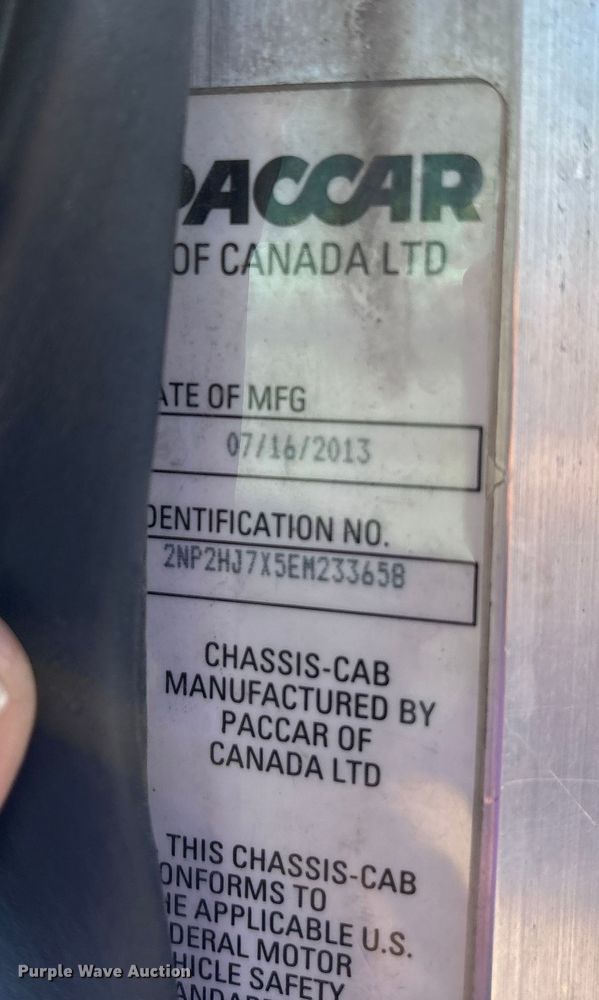 PACCAR
OF CANADA LTD
ATE OF MFG
07/16/2013
DENTIFICATION NO.
2NP2HJ7X5EM233658
CHASSIS-CAB
MANUFACTURED BY
PACCAR OF
CANADA LTD
THIS CHASSIS-CAB
ONFORMS TO
HE APPLICABLE U.S.
DERAL MOTOR
HICLE SAFETY
Purple Wave Auction